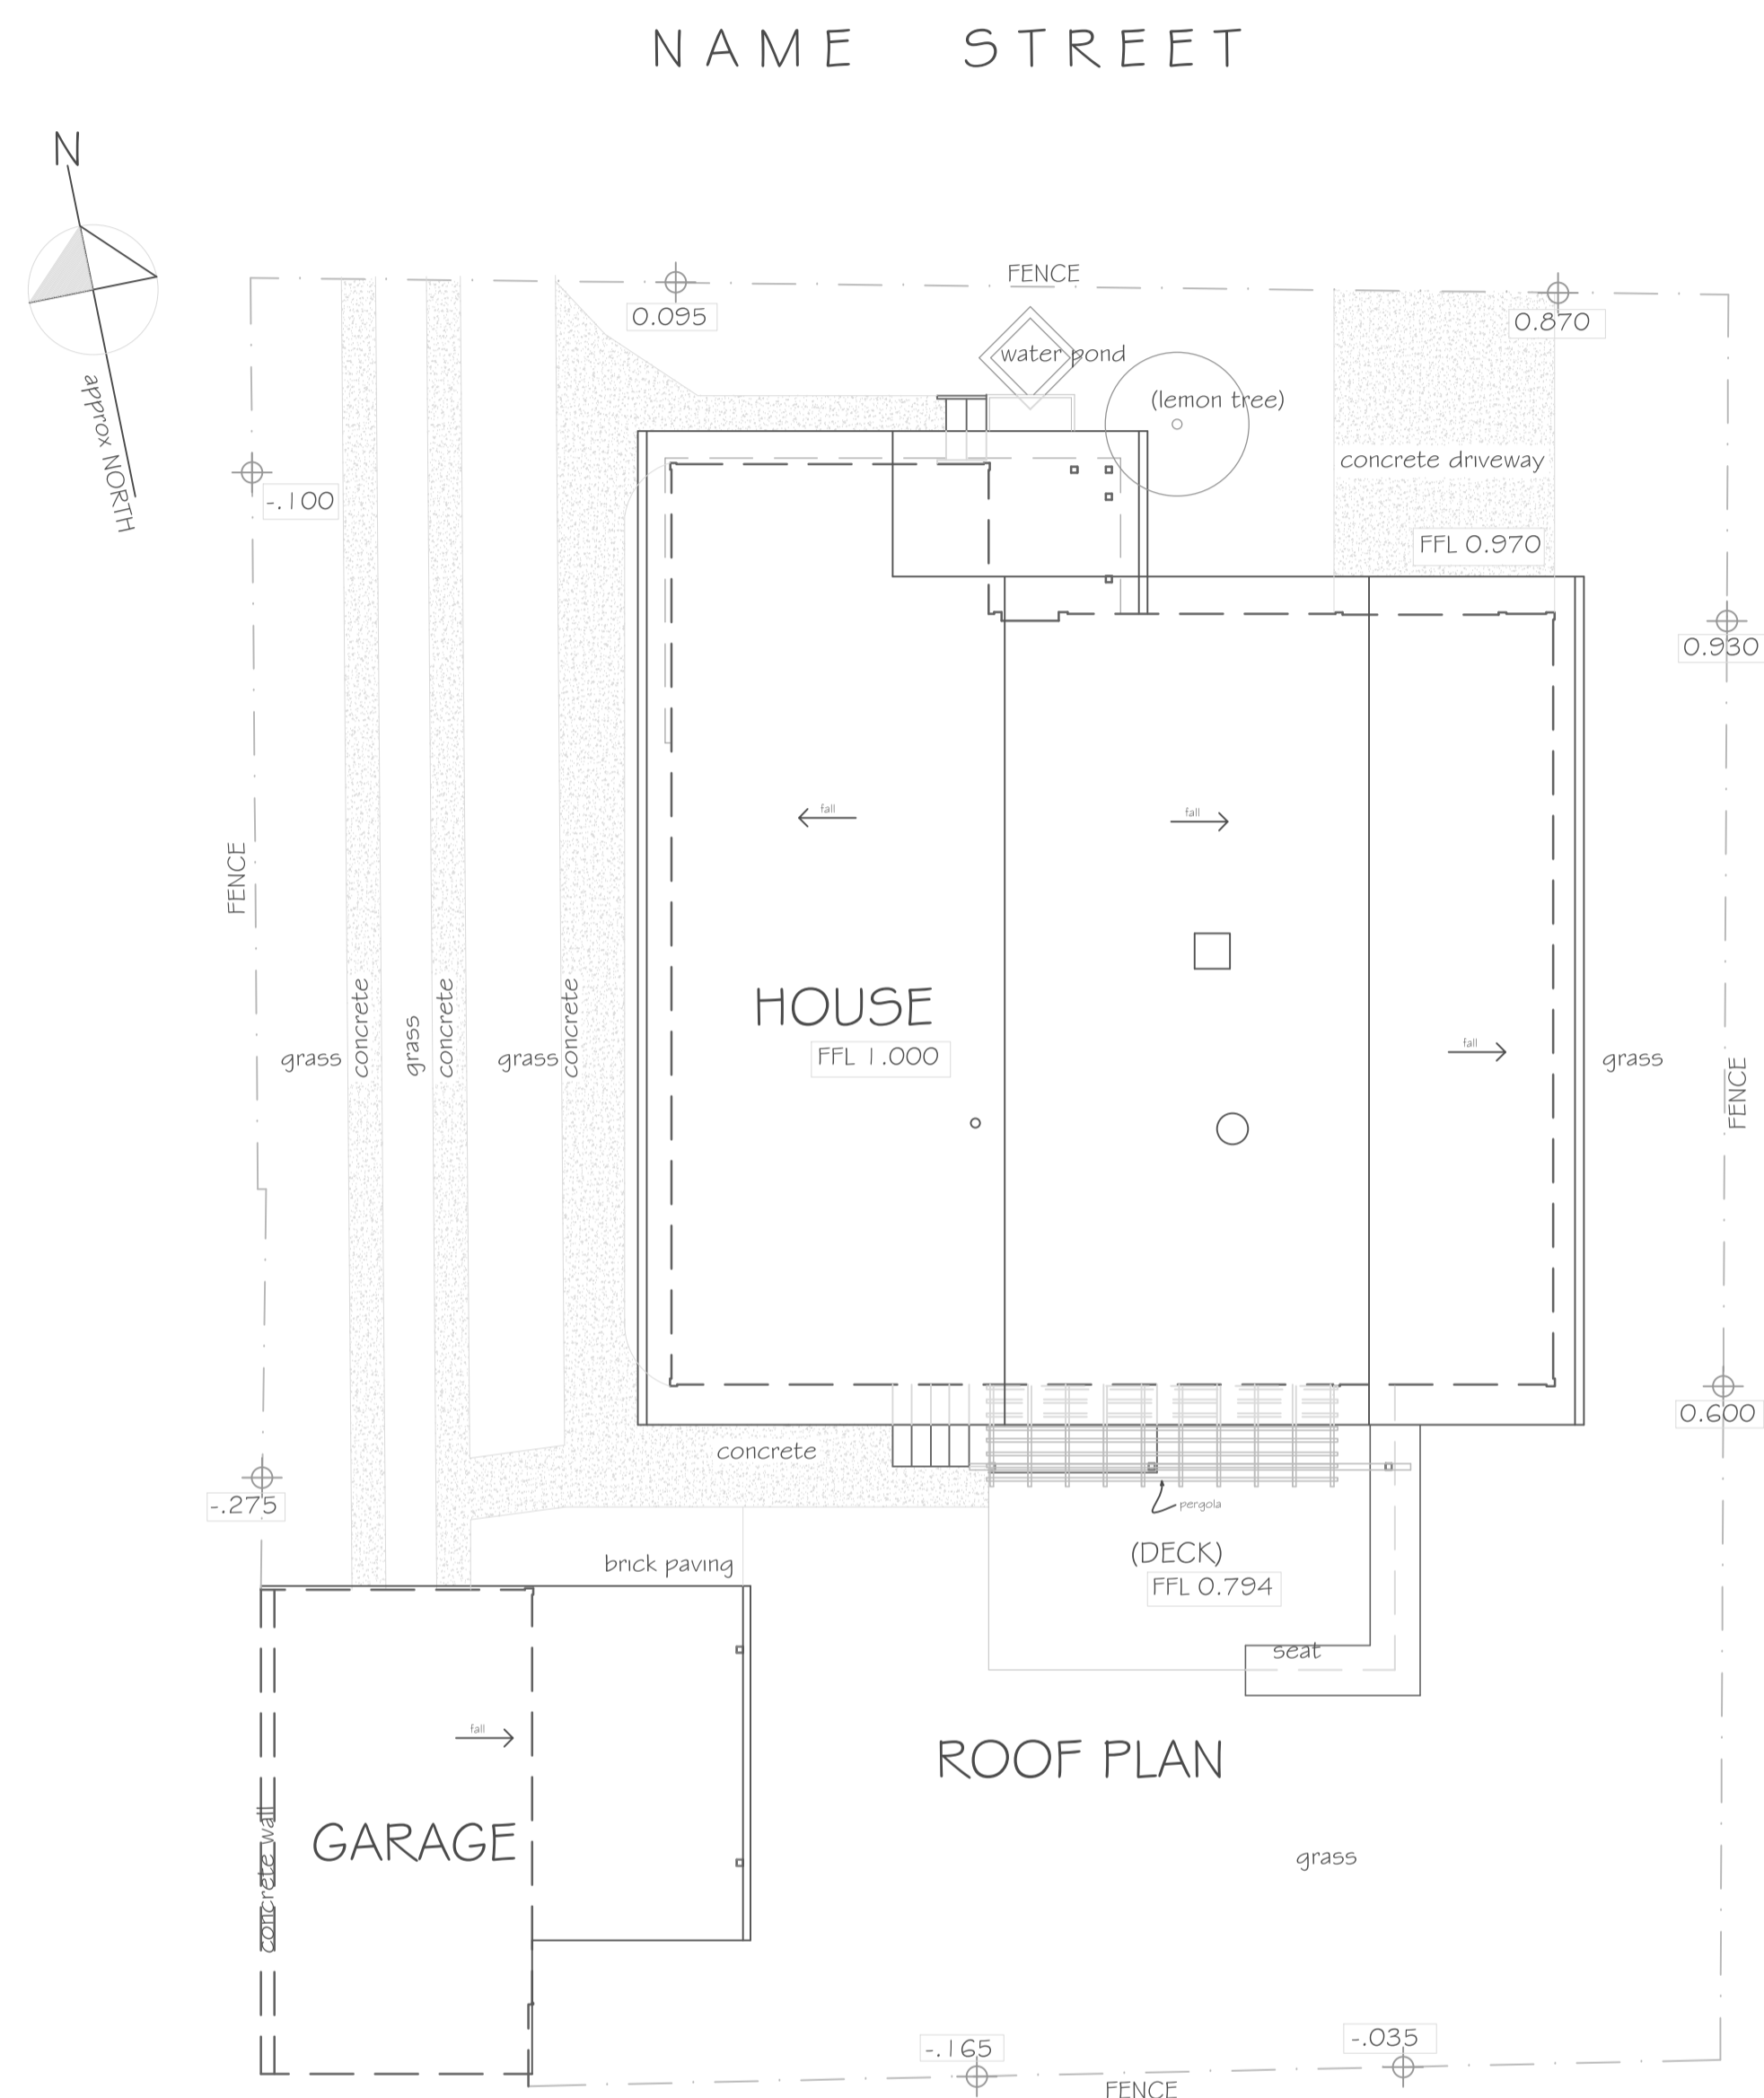 NAME STREET
N
approx NORTH
FENCE
0.095
0.870
water pond
(lemon tree)
concrete driveway
-.100
FFL 0.970
0.930
fall
fall
FENCE
HOUSE
FFL 1.000
fall
grass
concrete
grass
concrete
grass
concrete
grass
FENCE
0.600
concrete
-.275
pergola
(DECK)
FFL 0.794
brick paving
seat
fall
ROOF PLAN
GARAGE
concrete wall
grass
-.165
-.035
FENCE